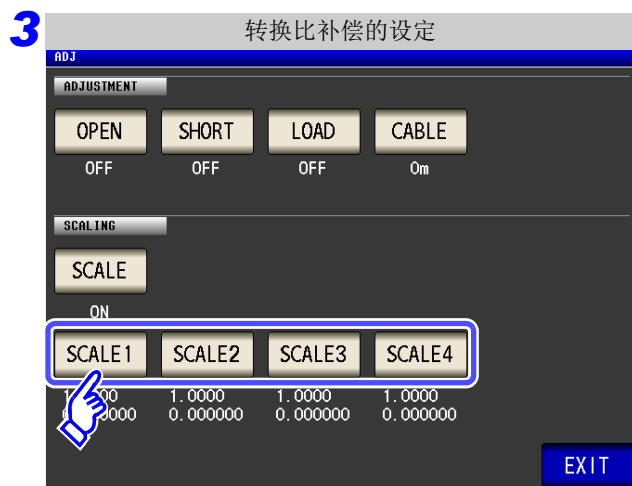 3 转换比补偿的设定
ADJ
ADJUSTMENT
OPEN SHORT LOAD CABLE
OFF OFF OFF 0m
SCALING
SCALE
ON
SCALE1 SCALE2 SCALE3 SCALE4
1.0000 1.0000 1.0000
0.000000 0.000000 0.000000
EXIT